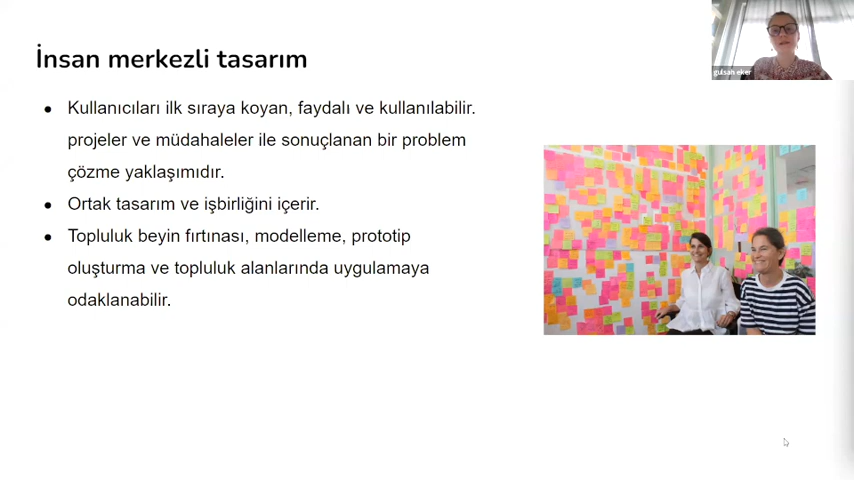 İnsan merkezli tasarım
gulsan eker
● Kullanıcıları ilk sıraya koyan, faydalı ve kullanılabilir.
projeler ve müdahaleler ile sonuçlanan bir problem
çözme yaklaşımıdır.
● Ortak tasarım ve işbirliğini içerir.
● Topluluk beyin fırtınası, modelleme, prototip
oluşturma ve topluluk alanlarında uygulamaya
odaklanabilir.